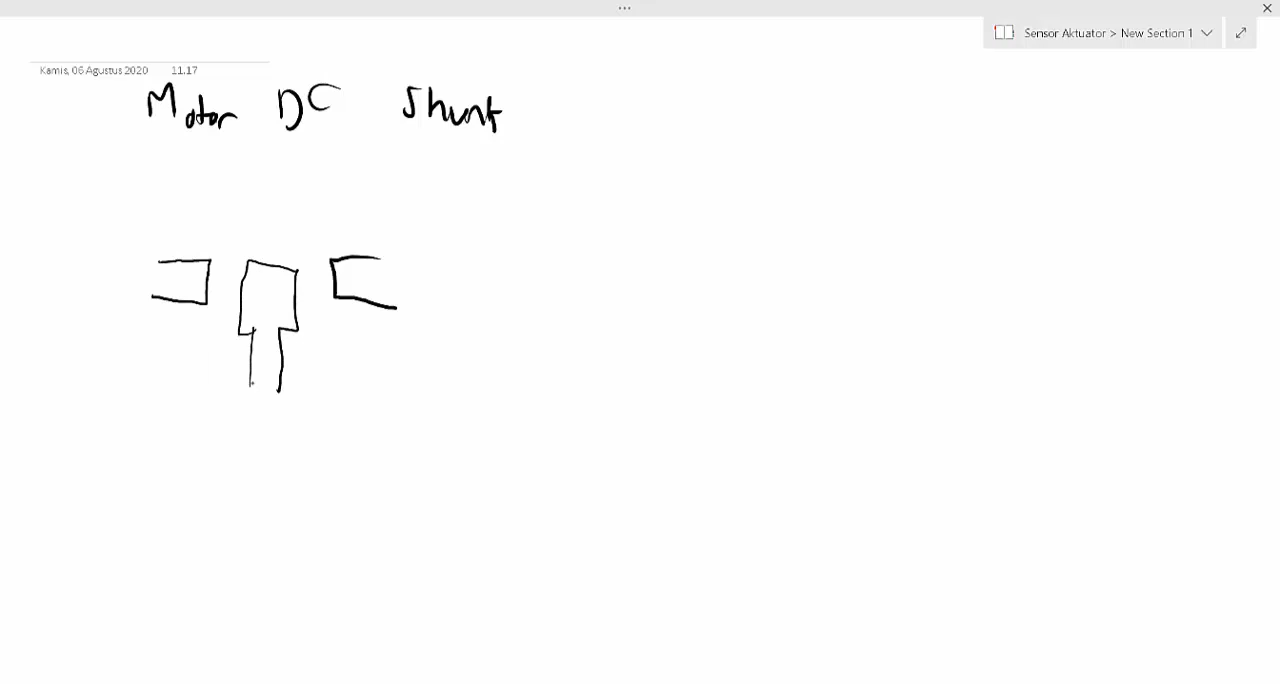 Sensor Aktuator > New Section 1
Kamis, 06 Agustus 2020 11.17
Motor DC Shunt